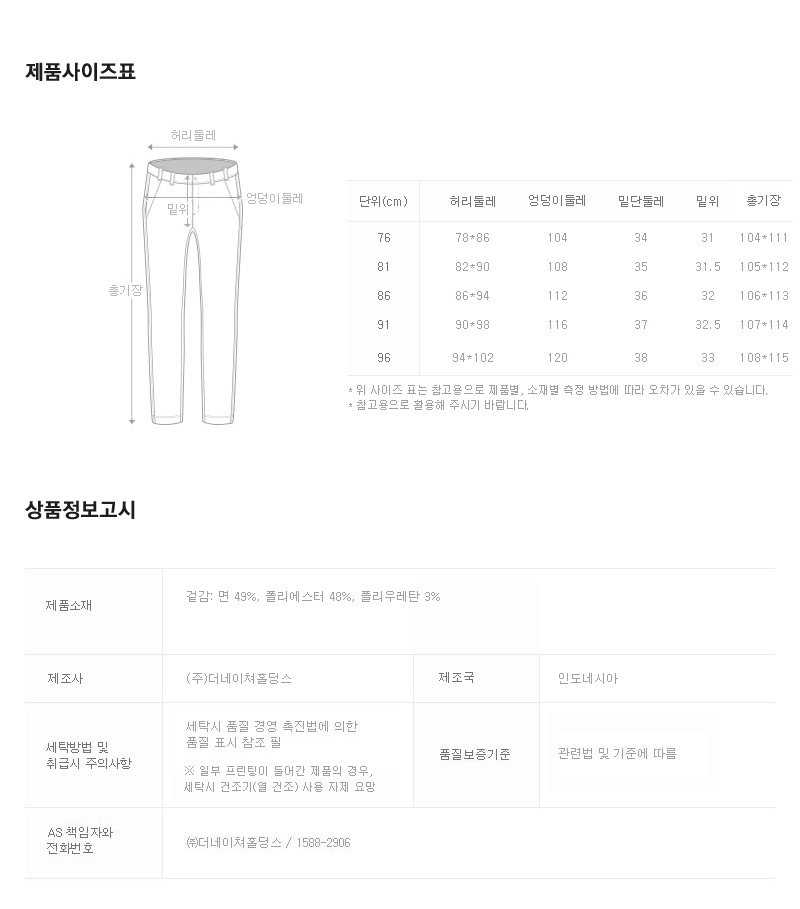 제품사이즈표
허리둘레
엉덩이둘레
밑위
총기장
단위(cm) 허리둘레 엉덩이둘레 밑단둘레 밑위 총기장
76 78*86 104 34 31 104*111
81 82*90 108 35 31.5 105*112
86 86*94 112 36 32 106*113
91 90*98 116 37 32.5 107*114
96 94*102 120 38 33 108*115
* 위 사이즈 표는 참고용으로 제품별, 소재별 측정 방법에 따라 오차가 있을 수 있습니다.
* 참고용으로 활용해 주시기 바랍니다.
상품정보고시
제품소재 겉감: 면 49%, 폴리에스터 48%, 폴리우레탄 3%
제조사 (주)더네이쳐홀딩스 제조국 인도네시아
세탁방법 및
취급시 주의사항
세탁시 품질 경영 촉진법에 의한
품질 표시 참조 필
※ 일부 프린팅이 들어간 제품의 경우,
세탁시 건조기(열 건조) 사용 자제 요망
품질보증기준 관련법 및 기준에 따름
AS 책임자와
전화번호
㈜더네이쳐홀딩스 / 1588-2906